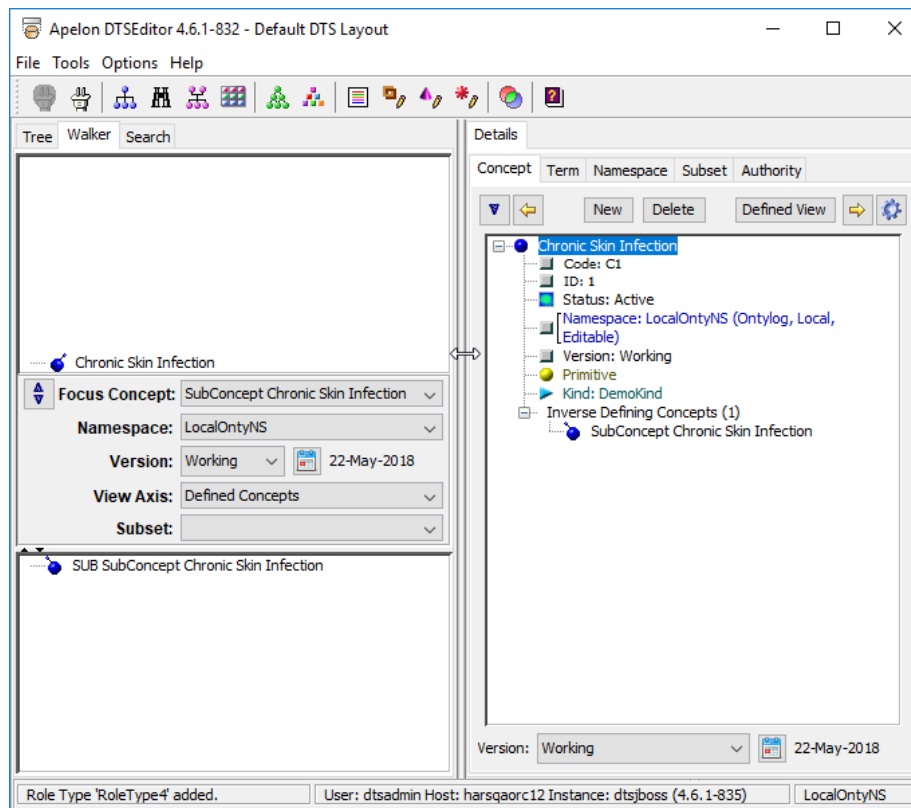 Apelon DTSEditor 4.6.1-832 - Default DTS Layout
File Tools Options Help
Tree Walker Search
Chronic Skin Infection
Focus Concept: SubConcept Chronic Skin Infection
Namespace: LocalOntyNS
Version: Working 22-May-2018
View Axis: Defined Concepts
Subset:
SUB SubConcept Chronic Skin Infection
Details
Concept Term Namespace Subset Authority
New Delete Defined View
Chronic Skin Infection
Code: C1
ID: 1
Status: Active
[Namespace: LocalOntyNS (Ontylog, Local,
[Editable)
Version: Working
Primitive
Kind: DemoKind
Inverse Defining Concepts (1)
SubConcept Chronic Skin Infection
Version: Working 22-May-2018
Role Type 'RoleType4' added. User: dtsadmin Host: harsqaorc12 Instance: dtsjboss (4.6.1-835) LocalOntyNS